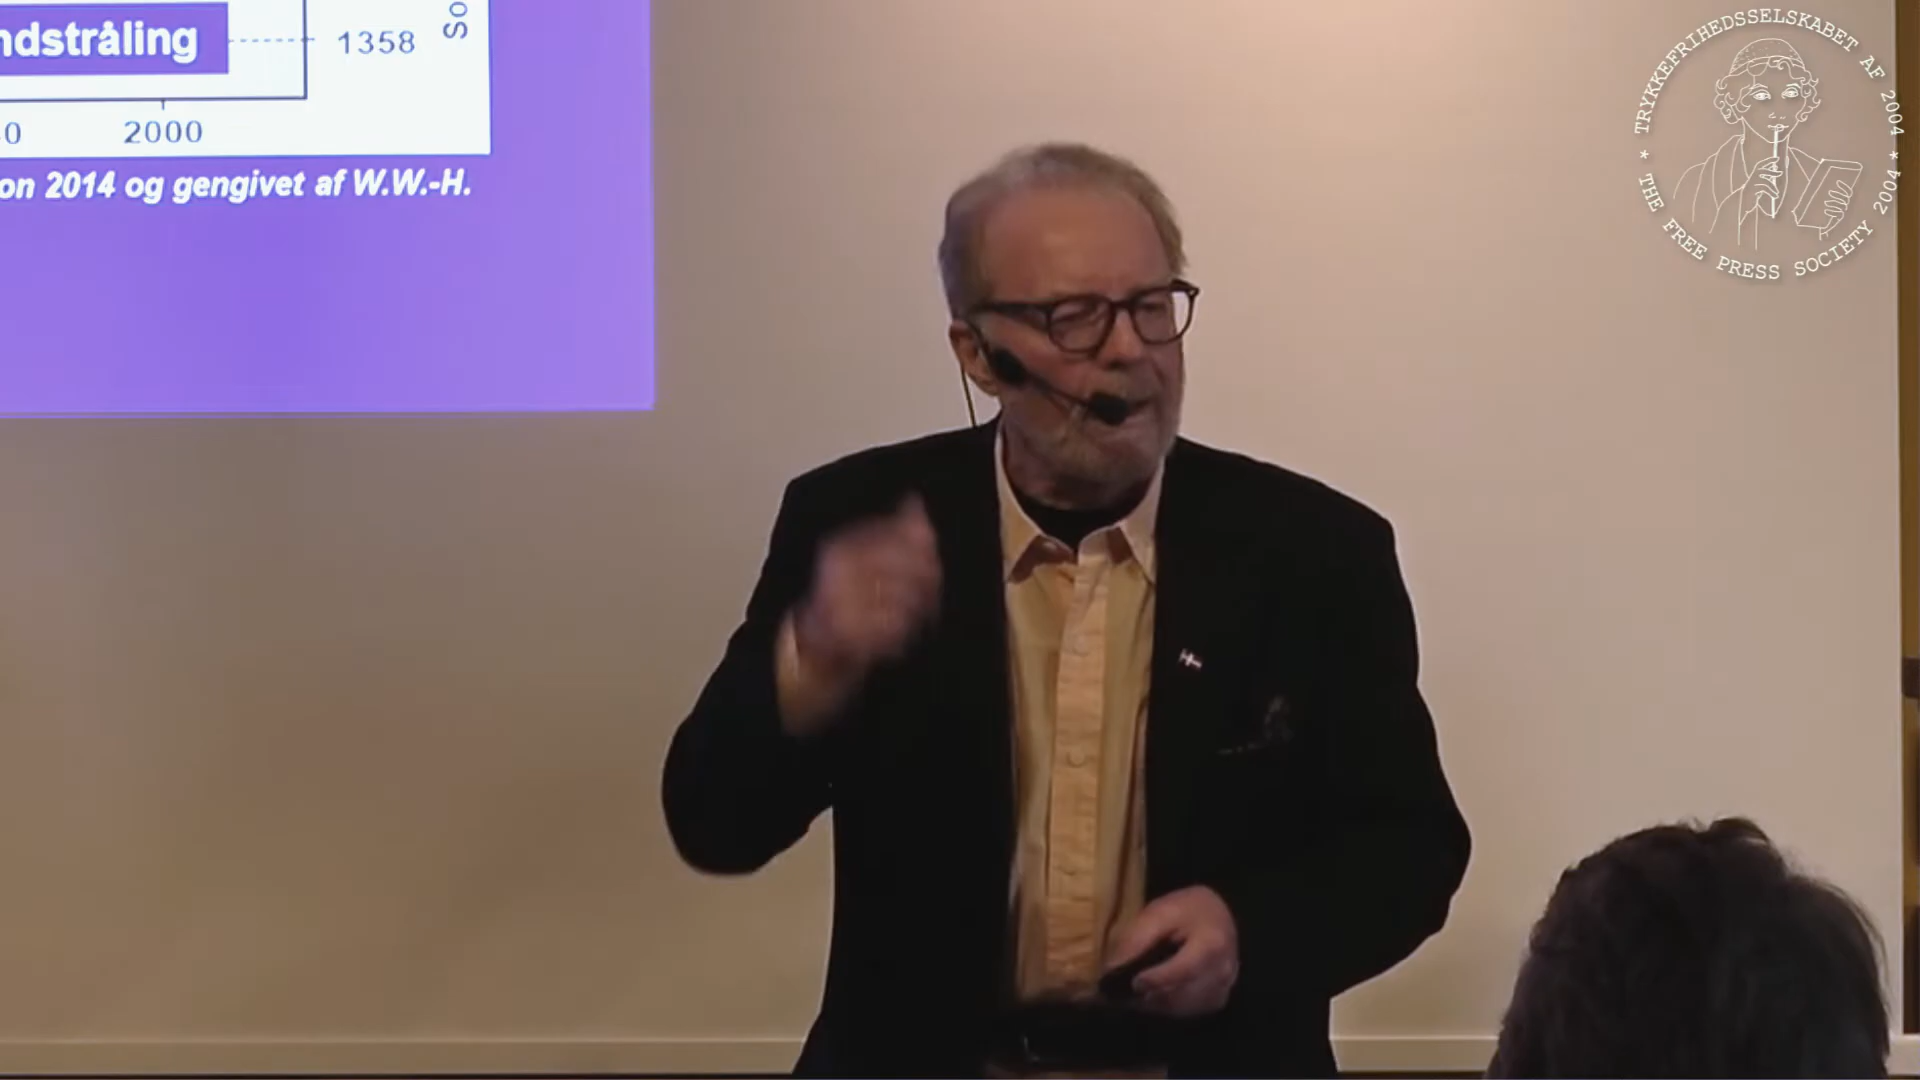 ndstråling
1358
So
0
2000
on 2014 og gengivet af W.W.-H.
* TRYKKEFRIHEDSSELSKABET AF 2004 *
THE FREE PRESS SOCIETY 2004